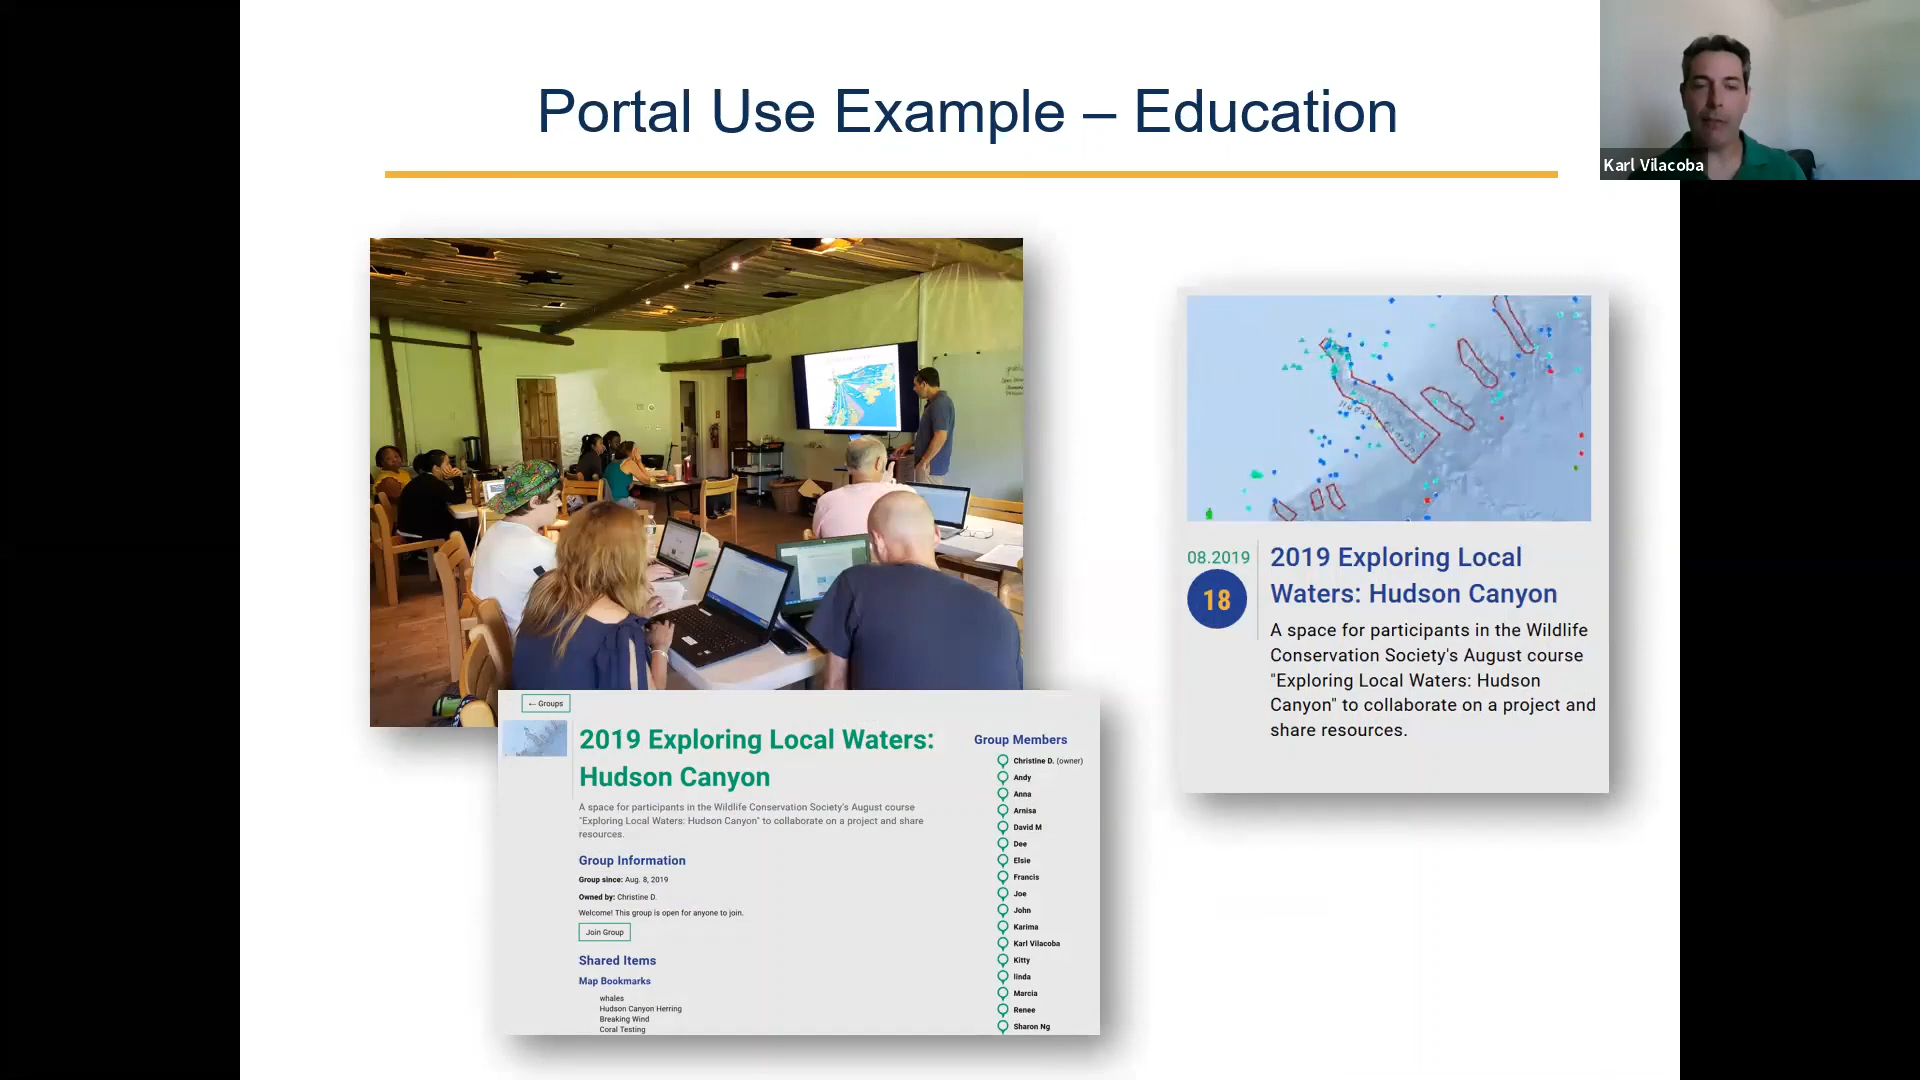 Portal Use Example – Education
Karl Vilacoba
08.2019
18
2019 Exploring Local
Waters: Hudson Canyon
A space for participants in the Wildlife
Conservation Society's August course
"Exploring Local Waters: Hudson
Canyon" to collaborate on a project and
share resources.
← Groups
2019 Exploring Local Waters:
Hudson Canyon
A space for participants in the Wildlife Conservation Society's August course
"Exploring Local Waters: Hudson Canyon" to collaborate on a project and share
resources.
Group Information
Group since: Aug. 8, 2019
Owned by: Christine D.
Welcome! This group is open for anyone to join.
Join Group
Shared Items
Map Bookmarks
whales
Hudson Canyon Herring
Breaking Wind
Coral Testing
Group Members
Christine D. (owner)
Andy
Anna
Arnisa
David M
Dee
Elsie
Francis
Joe
John
Karima
Karl Vilacoba
Kitty
linda
Marcia
Renee
Sharon Ng